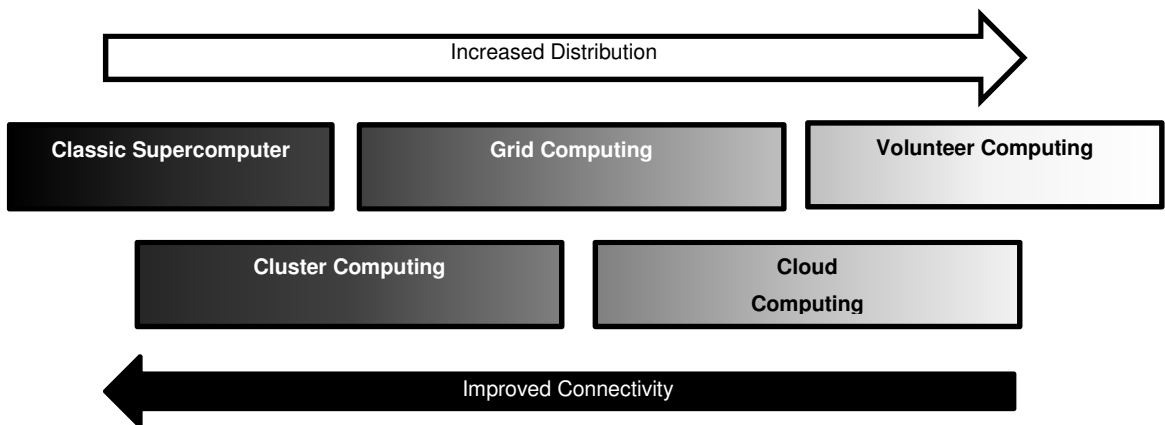 Increased Distribution
Classic Supercomputer
Grid Computing
Volunteer Computing
Cluster Computing
Cloud
Computing
Improved Connectivity